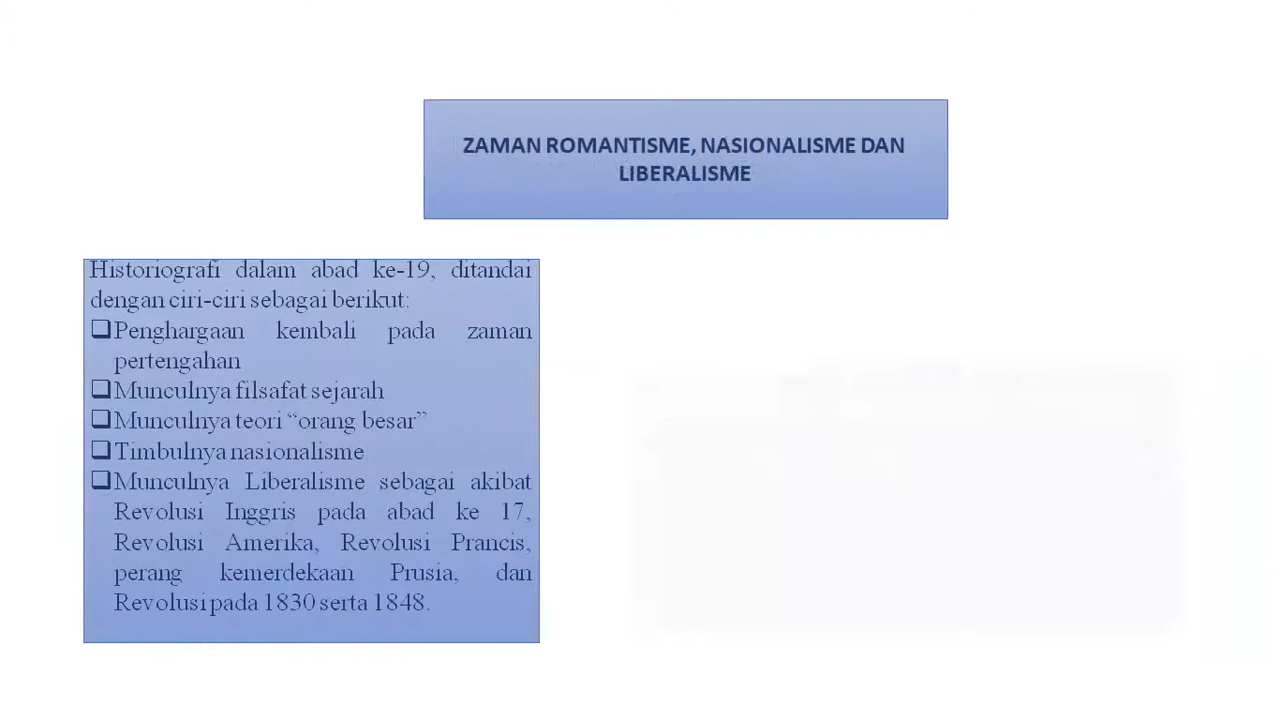 ZAMAN ROMANTISME, NASIONALISME DAN
LIBERALISME
Historiografi dalam abad ke-19, ditandai
dengan ciri-ciri sebagai berikut:
❑Penghargaan kembali pada zaman
pertengahan
❑Munculnya filsafat sejarah
❑Munculnya teori “orang besar”
❑Timbulnya nasionalisme
❑Munculnya Liberalisme sebagai akibat
Revolusi Inggris pada abad ke 17,
Revolusi Amerika, Revolusi Prancis,
perang kemerdekaan Prusia, dan
Revolusi pada 1830 serta 1848.